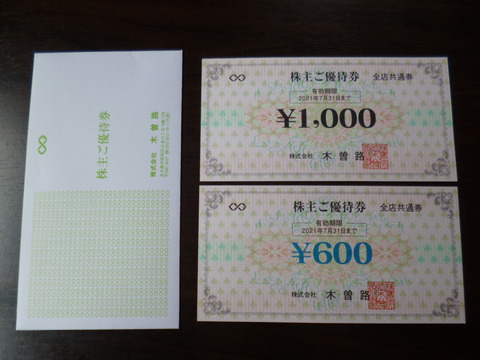 株主ご優待券
株式会社 木曽路
株主ご優待券 全店共通券
有効期限
2021年7月31日まで
¥1,000
株式会社 木曽路
株主ご優待券 全店共通券
有効期限
2021年7月31日まで
¥600
株式会社 木曽路